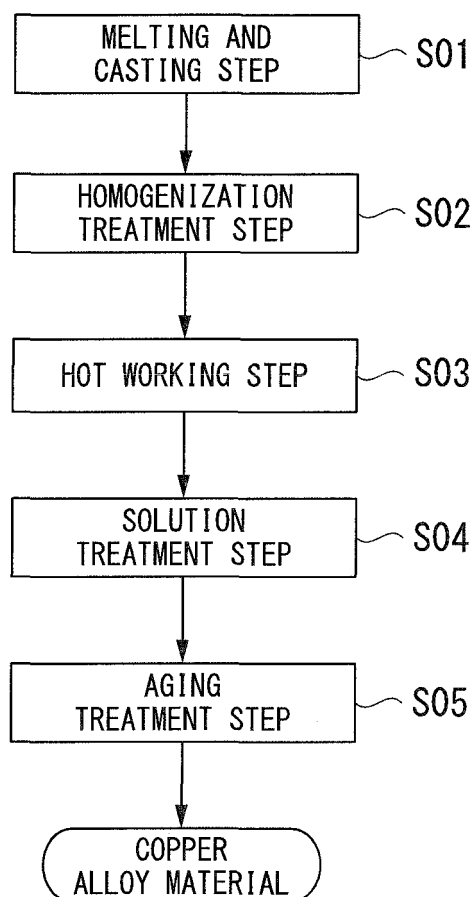 MELTING AND
CASTING STEP
S01
HOMOGENIZATION
TREATMENT STEP
S02
HOT WORKING STEP
S03
SOLUTION
TREATMENT STEP
S04
AGING
TREATMENT STEP
S05
COPPER
ALLOY MATERIAL